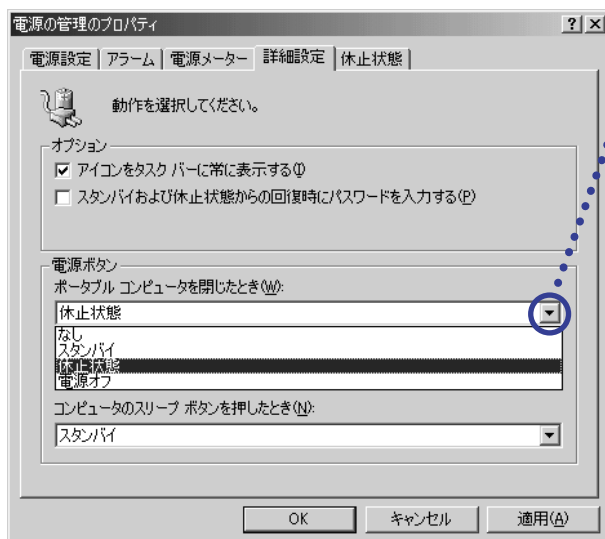 電源の管理のプロパティ
電源設定 アラーム 電源メーター 詳細設定 休止状態
動作を選択してください。
オプション
アイコンをタスク バーに常に表示する(I)
スタンバイおよび休止状態からの回復時にパスワードを入力する(P)
電源ボタン
ポータブル コンピュータを閉じたとき(W):
休止状態
なし
スタンバイ
休止状態
電源オフ
コンピュータのスリープ ボタンを押したとき(N):
スタンバイ
OK キャンセル 適用(A)